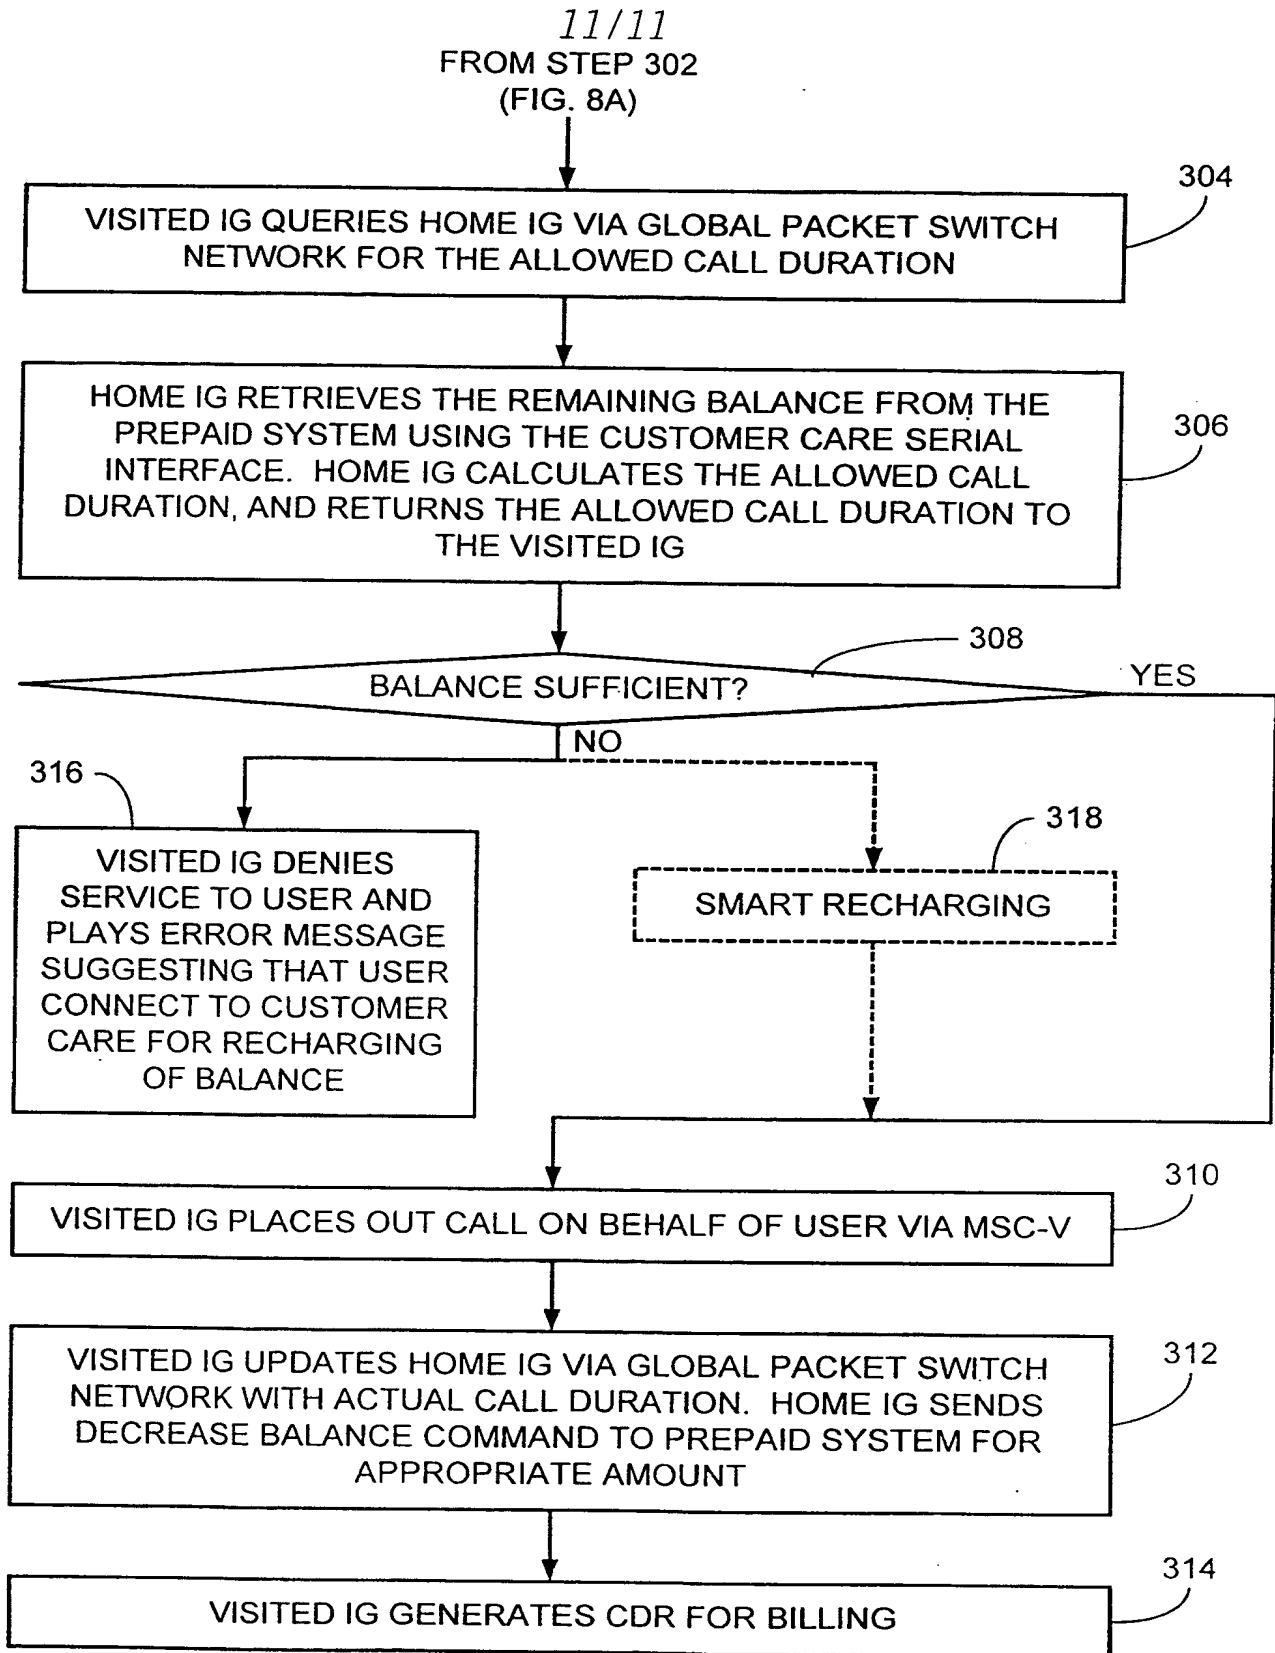 11/11
FROM STEP 302
(FIG. 8A)
304
VISITED IG QUERIES HOME IG VIA GLOBAL PACKET SWITCH
NETWORK FOR THE ALLOWED CALL DURATION
HOME IG RETRIEVES THE REMAINING BALANCE FROM THE
PREPAID SYSTEM USING THE CUSTOMER CARE SERIAL
INTERFACE. HOME IG CALCULATES THE ALLOWED CALL
DURATION, AND RETURNS THE ALLOWED CALL DURATION TO
THE VISITED IG
306
308
BALANCE SUFFICIENT?
YES
NO
316
VISITED IG DENIES
SERVICE TO USER AND
PLAYS ERROR MESSAGE
SUGGESTING THAT USER
CONNECT TO CUSTOMER
CARE FOR RECHARGING
OF BALANCE
318
SMART RECHARGING
310
VISITED IG PLACES OUT CALL ON BEHALF OF USER VIA MSC-V
312
VISITED IG UPDATES HOME IG VIA GLOBAL PACKET SWITCH
NETWORK WITH ACTUAL CALL DURATION. HOME IG SENDS
DECREASE BALANCE COMMAND TO PREPAID SYSTEM FOR
APPROPRIATE AMOUNT
314
VISITED IG GENERATES CDR FOR BILLING